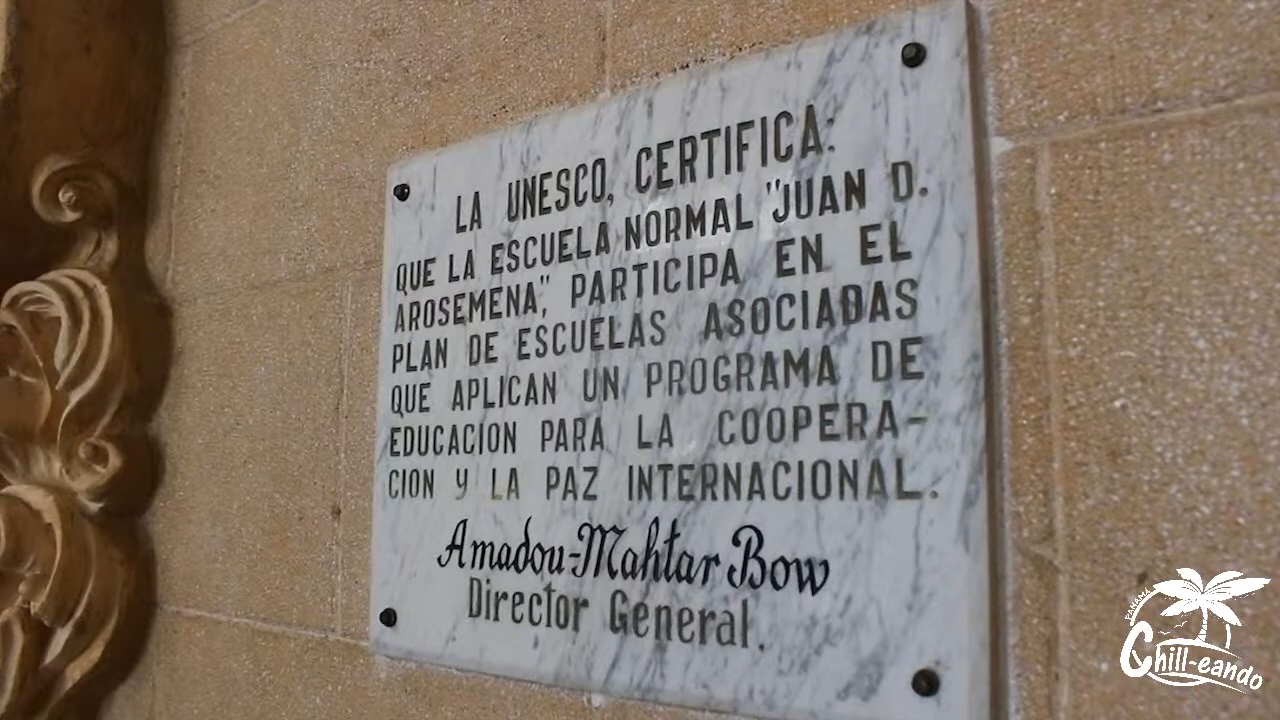 LA UNESCO, CERTIFICA:
QUE LA ESCUELA NORMAL "JUAN D.
AROSEMENA," PARTICIPA EN EL
PLAN DE ESCUELAS ASOCIADAS
QUE APLICAN UN PROGRAMA DE
EDUCACION PARA LA COOPERA-
CION Y LA PAZ INTERNACIONAL.
Amadou-Mahtar Bow
Director General.
PANAMA
Chill-eando